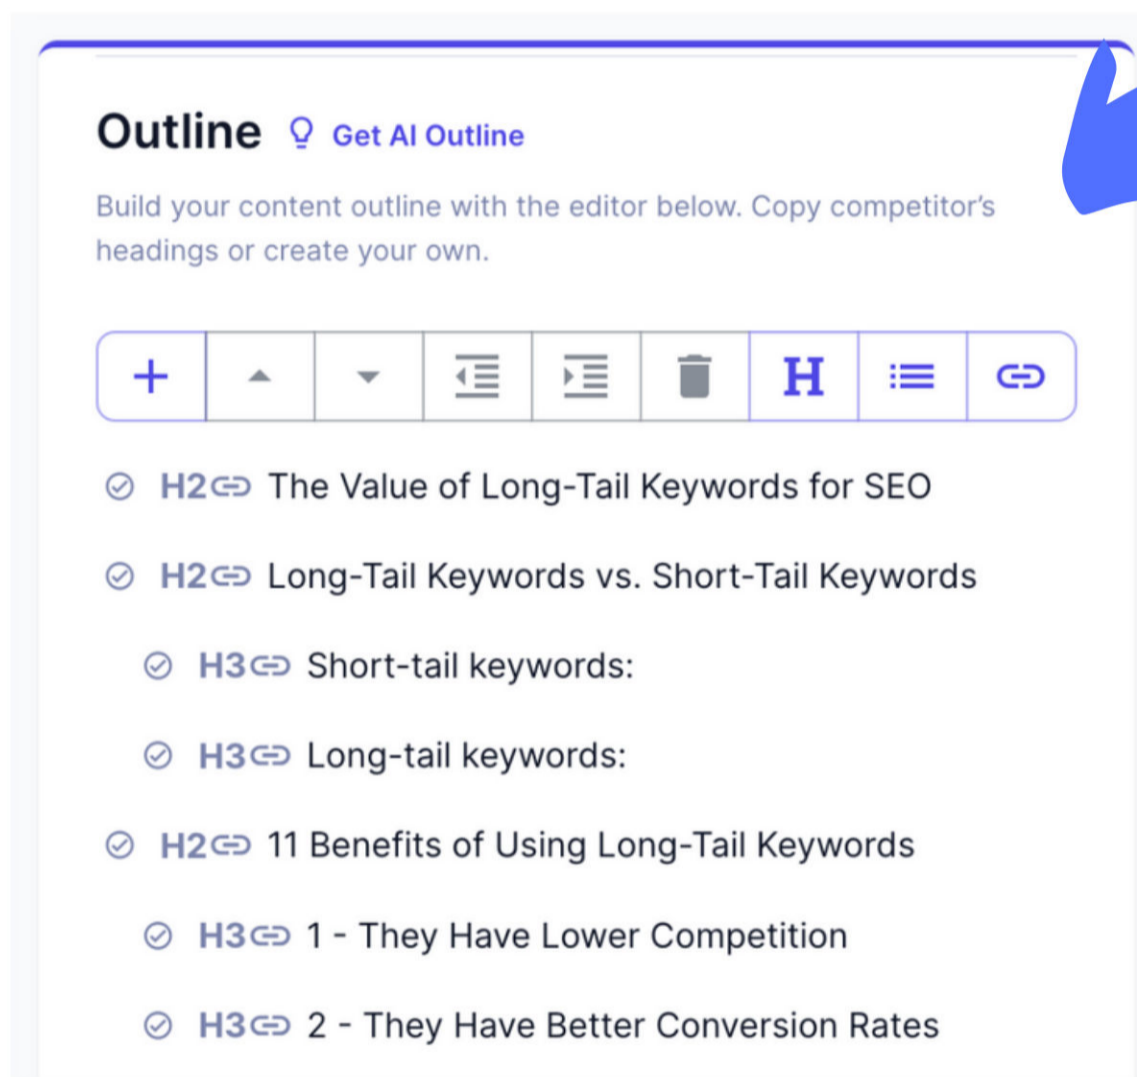 Outline Get AI Outline
Build your content outline with the editor below. Copy competitor’s
headings or create your own.
H
H2 The Value of Long-Tail Keywords for SEO
H2 Long-Tail Keywords vs. Short-Tail Keywords
H3 Short-tail keywords:
H3 Long-tail keywords:
H2 11 Benefits of Using Long-Tail Keywords
H3 1 - They Have Lower Competition
H3 2 - They Have Better Conversion Rates